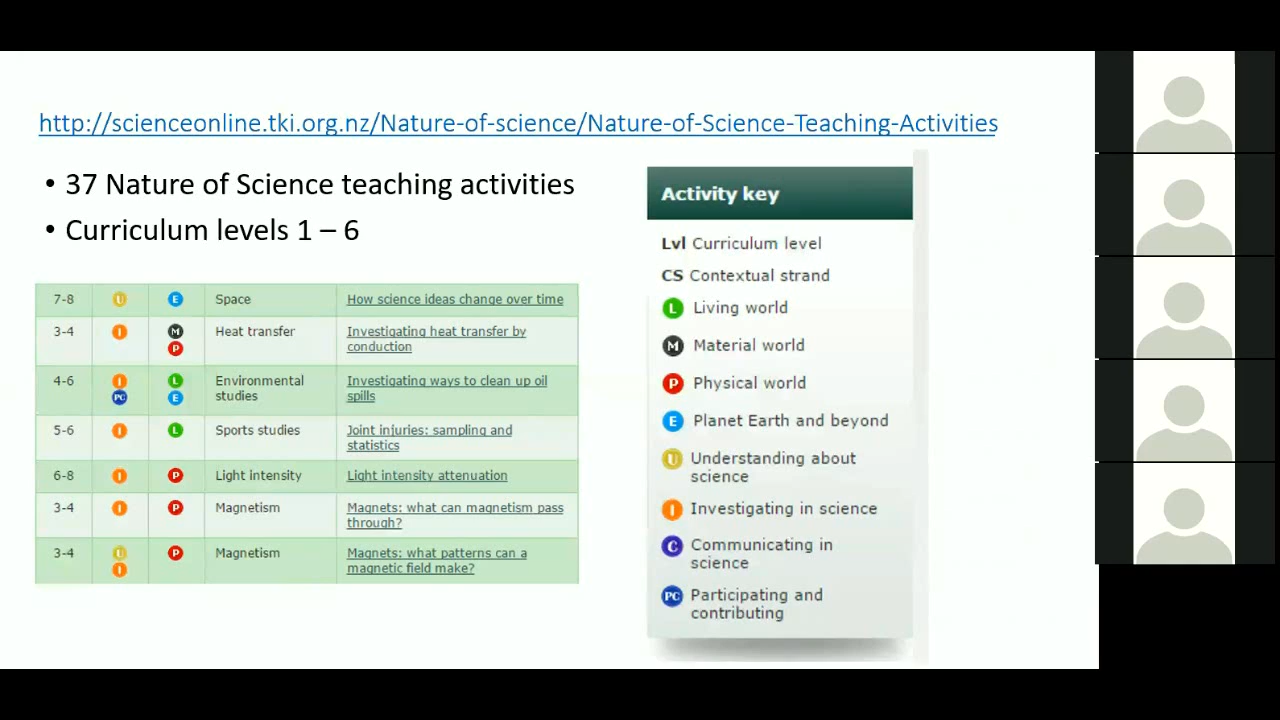 http://scienceonline.tki.org.nz/Nature-of-science/Nature-of-Science-Teaching-Activities
• 37 Nature of Science teaching activities
• Curriculum levels 1 – 6
7-8 U E Space How science ideas change over time
3-4 I M Heat transfer Investigating heat transfer by
P conduction
4-6 I L Environmental Investigating ways to clean up oil
PC E studies spills
5-6 I L Sports studies Joint injuries: sampling and
statistics
6-8 I P Light intensity Light intensity attenuation
3-4 I P Magnetism Magnets: what can magnetism pass
through?
3-4 U P Magnetism Magnets: what patterns can a
I magnetic field make?
Activity key
Lvl Curriculum level
CS Contextual strand
L Living world
M Material world
P Physical world
E Planet Earth and beyond
U Understanding about
science
I Investigating in science
C Communicating in
science
PC Participating and
contributing